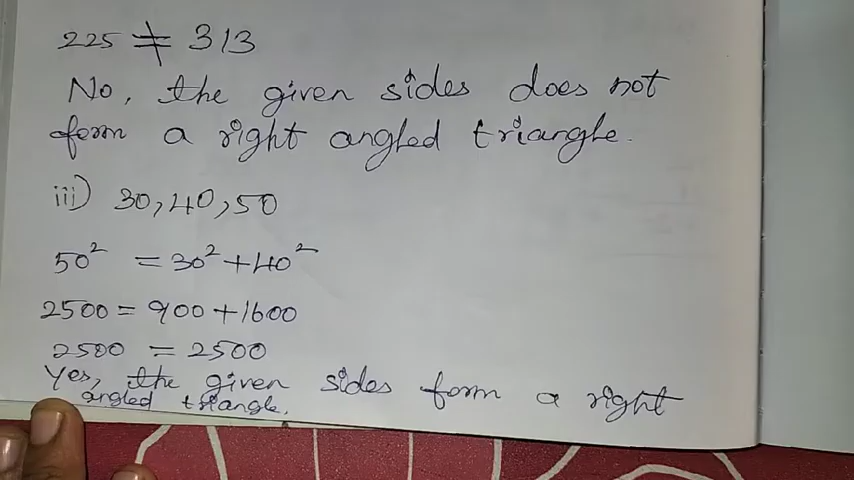 225 ≠ 313
No, the given sides does not
form a right angled triangle.
iii) 30, 40, 50
50² = 30² + 40²
2500 = 900 + 1600
2500 = 2500
Yes, the given sides form a right
angled triangle.